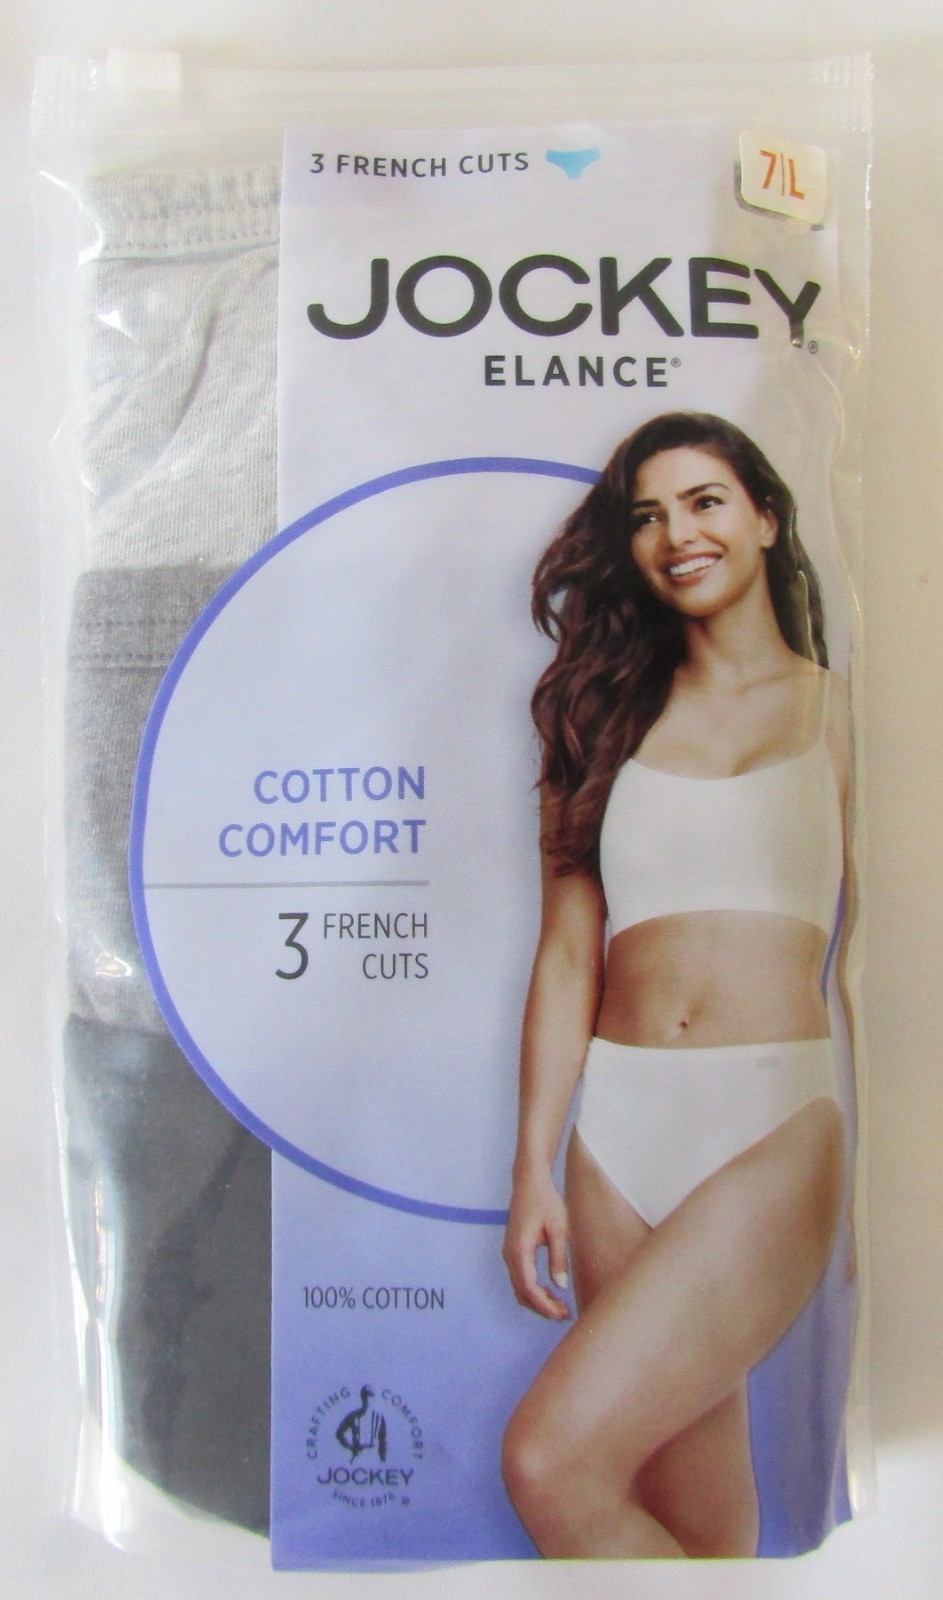 3 FRENCH CUTS
7|L
JOCKEY®
ELANCE®
COTTON
COMFORT
3 FRENCH
CUTS
100% COTTON
CRAFTING COMFORT
JOCKEY
SINCE 1876 ®